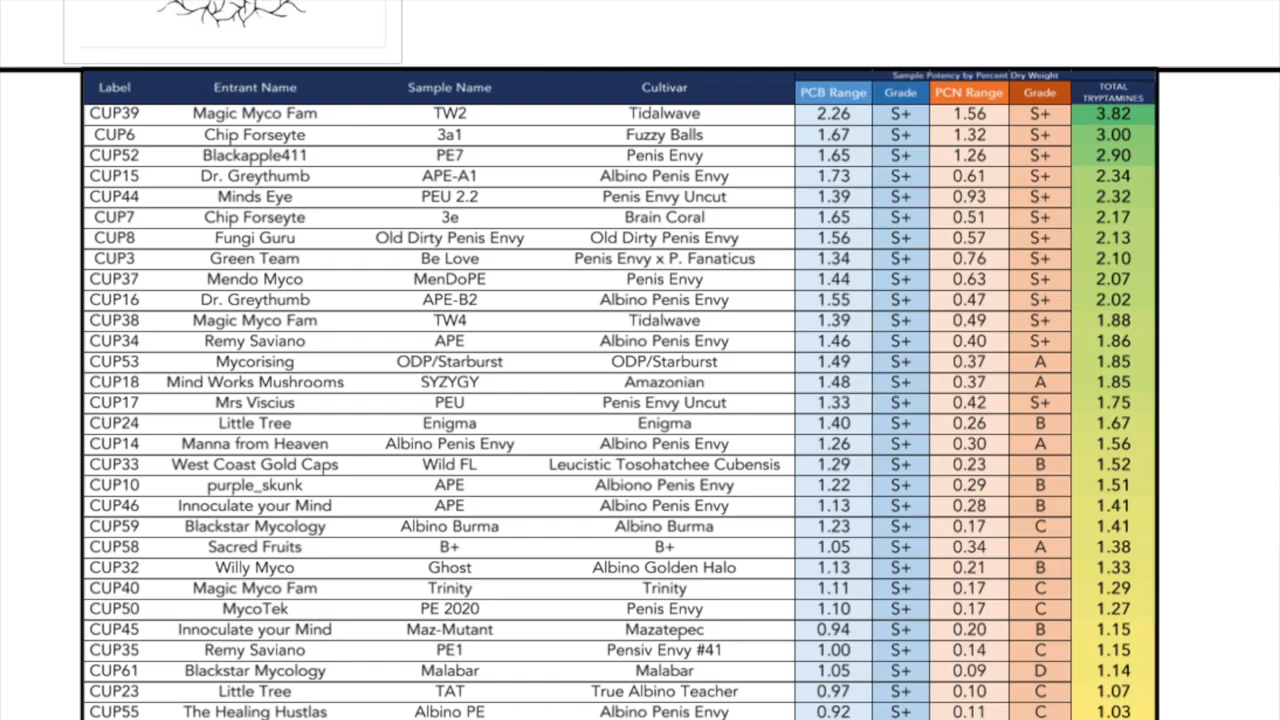 Sample Potency by Percent Dry Weight
Label Entrant Name Sample Name Cultivar PCB Range Grade PCN Range Grade TOTAL TRYPTAMINES
CUP39 Magic Myco Fam TW2 Tidalwave 2.26 S+ 1.56 S+ 3.82
CUP6 Chip Forseyte 3a1 Fuzzy Balls 1.67 S+ 1.32 S+ 3.00
CUP52 Blackapple411 PE7 Penis Envy 1.65 S+ 1.26 S+ 2.90
CUP15 Dr. Greythumb APE-A1 Albino Penis Envy 1.73 S+ 0.61 S+ 2.34
CUP44 Minds Eye PEU 2.2 Penis Envy Uncut 1.39 S+ 0.93 S+ 2.32
CUP7 Chip Forseyte 3e Brain Coral 1.65 S+ 0.51 S+ 2.17
CUP8 Fungi Guru Old Dirty Penis Envy Old Dirty Penis Envy 1.56 S+ 0.57 S+ 2.13
CUP3 Green Team Be Love Penis Envy x P. Fanaticus 1.34 S+ 0.76 S+ 2.10
CUP37 Mendo Myco MenDoPE Penis Envy 1.44 S+ 0.63 S+ 2.07
CUP16 Dr. Greythumb APE-B2 Albino Penis Envy 1.55 S+ 0.47 S+ 2.02
CUP38 Magic Myco Fam TW4 Tidalwave 1.39 S+ 0.49 S+ 1.88
CUP34 Remy Saviano APE Albino Penis Envy 1.46 S+ 0.40 S+ 1.86
CUP53 Mycorising ODP/Starburst ODP/Starburst 1.49 S+ 0.37 A 1.85
CUP18 Mind Works Mushrooms SYZYGY Amazonian 1.48 S+ 0.37 A 1.85
CUP17 Mrs Viscius PEU Penis Envy Uncut 1.33 S+ 0.42 S+ 1.75
CUP24 Little Tree Enigma Enigma 1.40 S+ 0.26 B 1.67
CUP14 Manna from Heaven Albino Penis Envy Albino Penis Envy 1.26 S+ 0.30 A 1.56
CUP33 West Coast Gold Caps Wild FL Leucistic Tosohatchee Cubensis 1.29 S+ 0.23 B 1.52
CUP10 purple_skunk APE Albiono Penis Envy 1.22 S+ 0.29 B 1.51
CUP46 Innoculate your Mind APE Albino Penis Envy 1.13 S+ 0.28 B 1.41
CUP59 Blackstar Mycology Albino Burma Albino Burma 1.23 S+ 0.17 C 1.41
CUP58 Sacred Fruits B+ B+ 1.05 S+ 0.34 A 1.38
CUP32 Willy Myco Ghost Albino Golden Halo 1.13 S+ 0.21 B 1.33
CUP40 Magic Myco Fam Trinity Trinity 1.11 S+ 0.17 C 1.29
CUP50 MycoTek PE 2020 Penis Envy 1.10 S+ 0.17 C 1.27
CUP45 Innoculate your Mind Maz-Mutant Mazatepec 0.94 S+ 0.20 B 1.15
CUP35 Remy Saviano PE1 Pensiv Envy #41 1.00 S+ 0.14 C 1.15
CUP61 Blackstar Mycology Malabar Malabar 1.05 S+ 0.09 D 1.14
CUP23 Little Tree TAT True Albino Teacher 0.97 S+ 0.10 C 1.07
CUP55 The Healing Hustlas Albino PE Albino Penis Envy 0.92 S+ 0.11 C 1.03